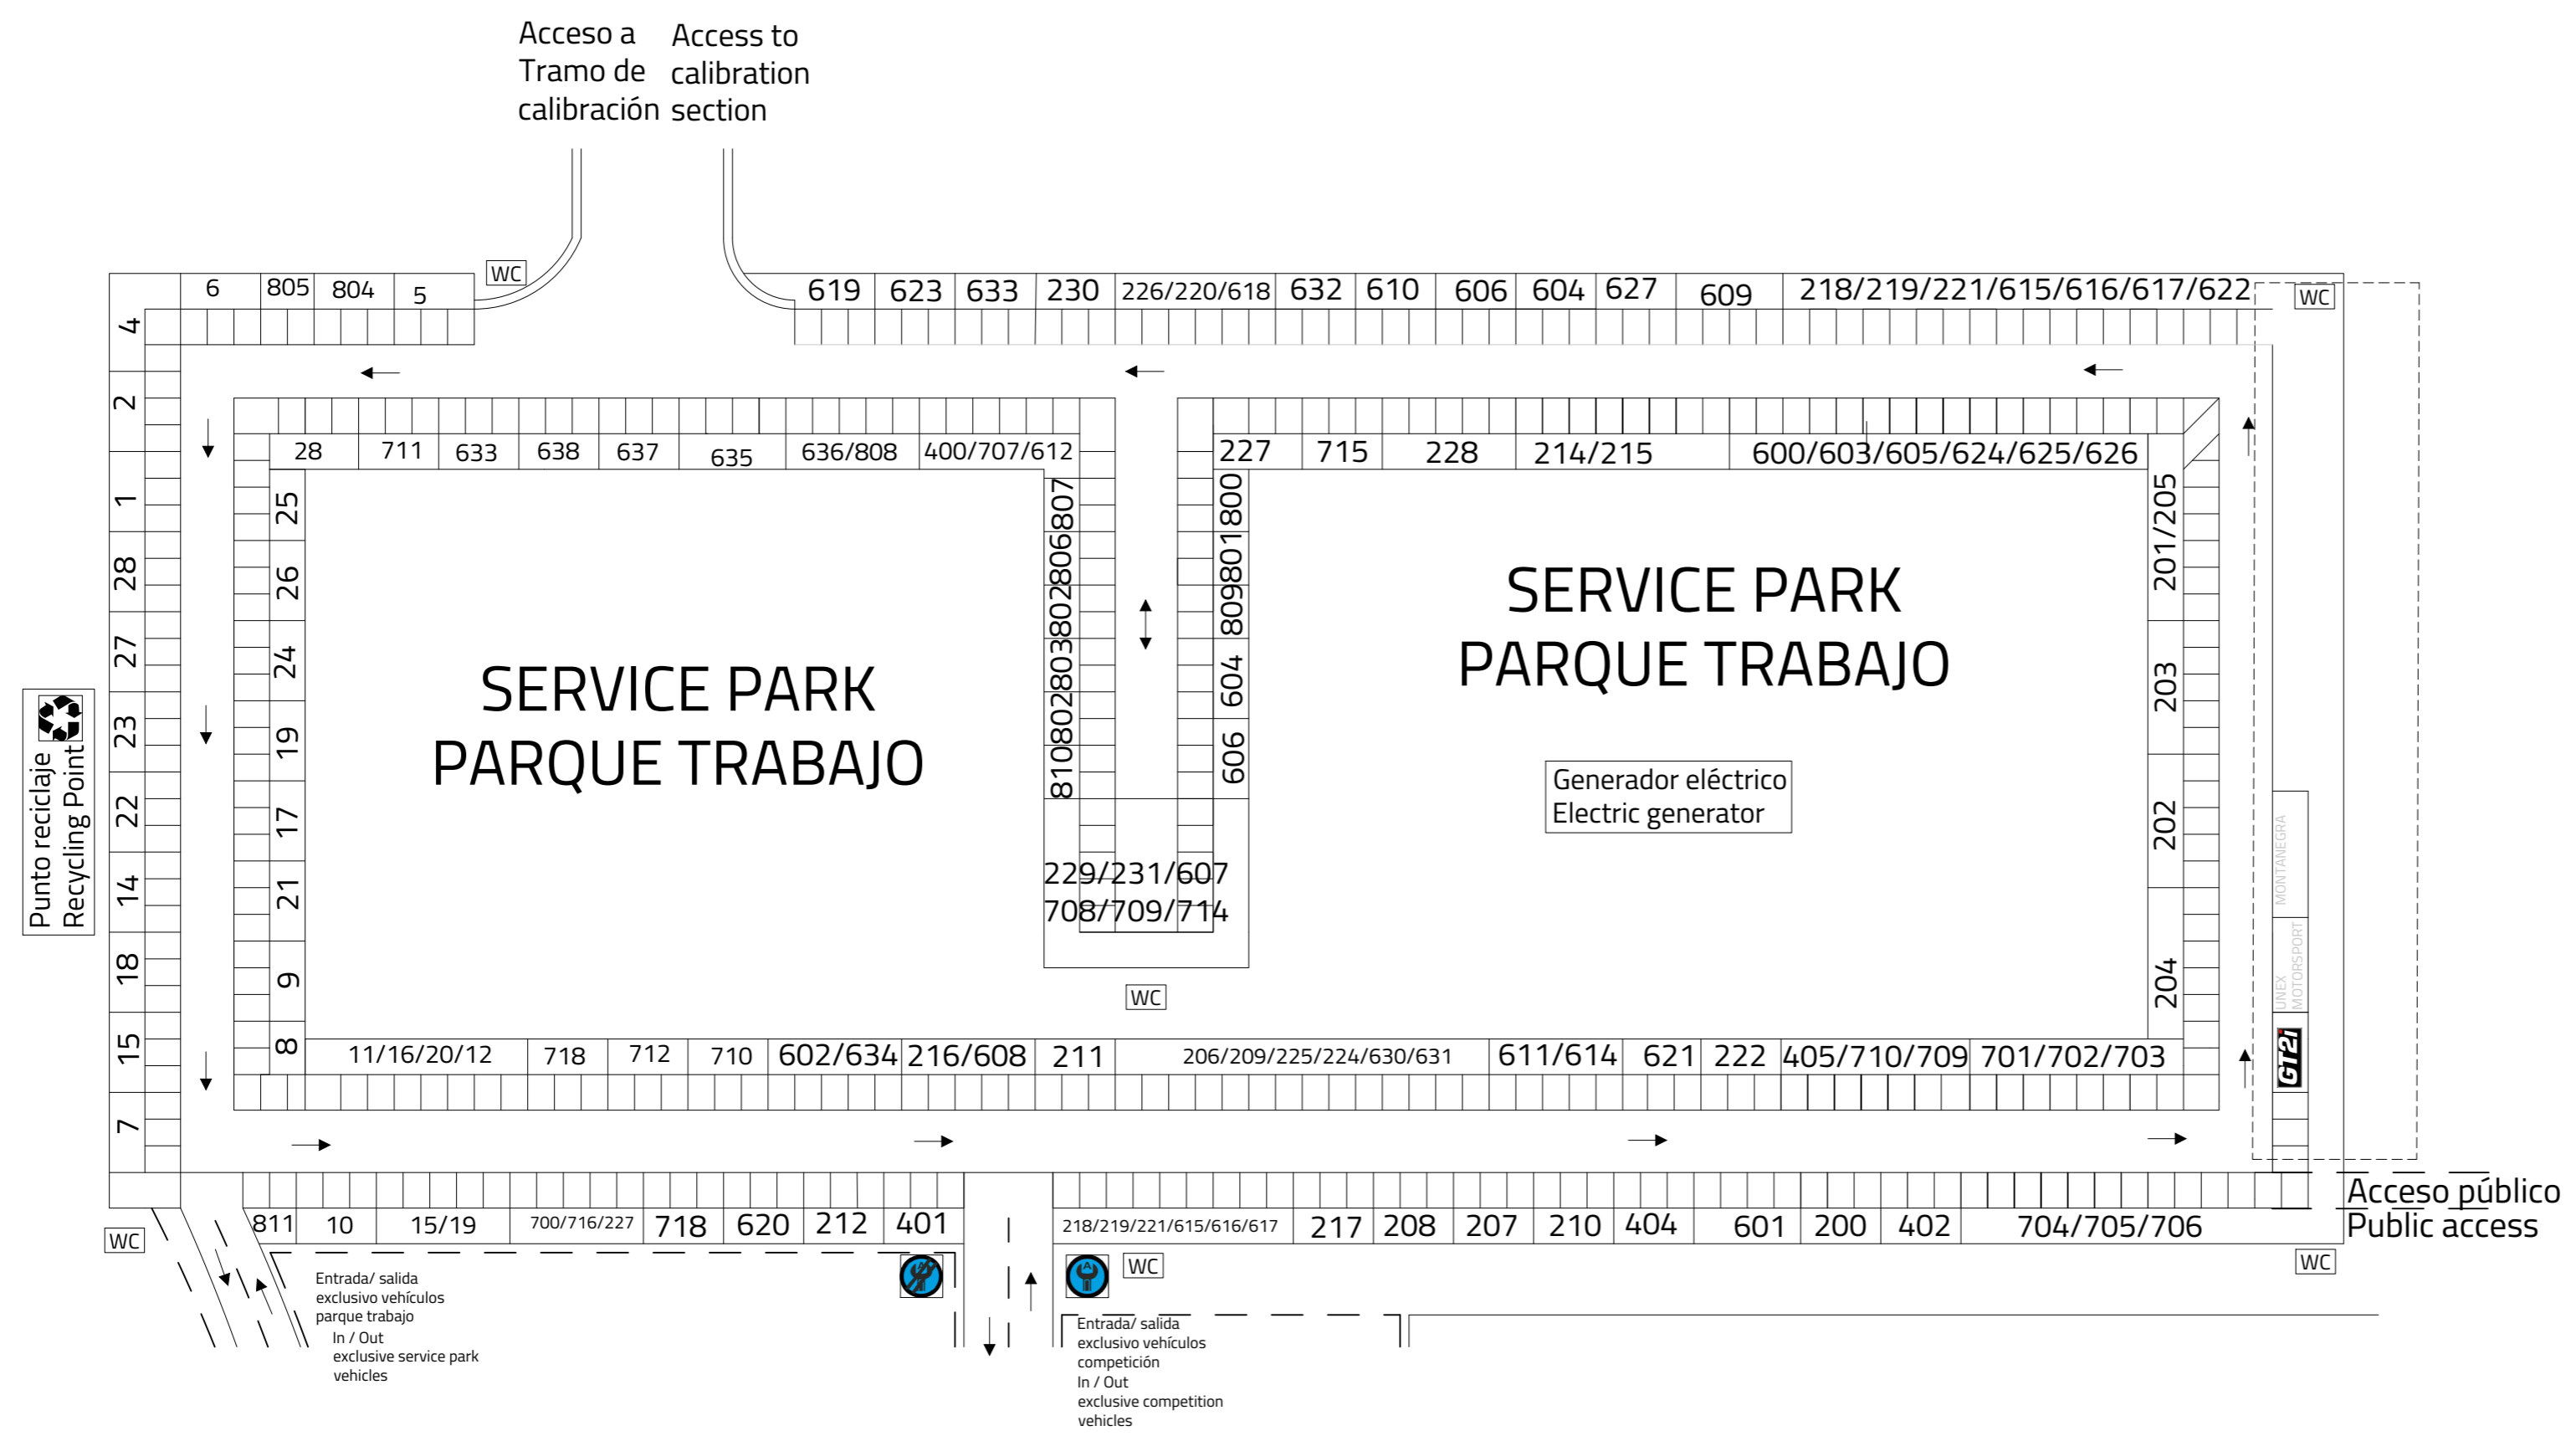 Acceso a
Tramo de
calibración
Access to
calibration
section
WC
6
805
804
5
619
623
633
230
226/220/618
632
610
606
604
627
609
218/219/221/615/616/617/622
WC
4
2
1
28
27
23
22
14
18
15
7
Punto reciclaje
Recycling Point
28
711
633
638
637
635
636/808
400/707/612
227
715
228
214/215
600/603/605/624/625/626
25
26
24
19
17
21
9
8
807
806
802
803
802
810
800
801
809
604
606
201/205
203
202
204
SERVICE PARK
PARQUE TRABAJO
SERVICE PARK
PARQUE TRABAJO
Generador eléctrico
Electric generator
229/231/607
708/709/714
WC
MONTANEGRA
UNEX
MOTORSPORT
GT2i
11/16/20/12
718
712
710
602/634
216/608
211
206/209/225/224/630/631
611/614
621
222
405/710/709
701/702/703
811
10
15/19
700/716/227
718
620
212
401
218/219/221/615/616/617
217
208
207
210
404
601
200
402
704/705/706
Acceso público
Public access
WC
A
A
WC
WC
Entrada/ salida
exclusivo vehículos
parque trabajo
In / Out
exclusive service park
vehicles
Entrada/ salida
exclusivo vehículos
competición
In / Out
exclusive competition
vehicles